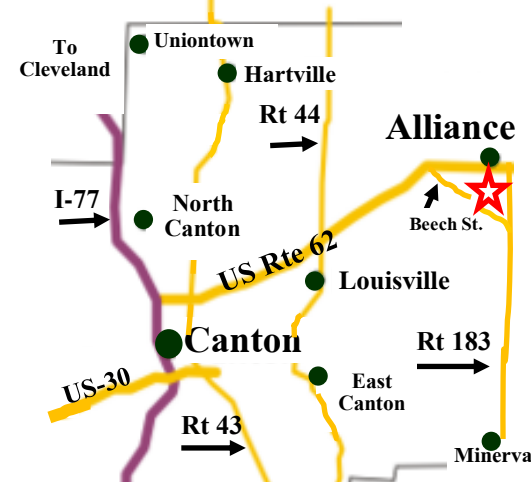 To
Cleveland
Uniontown
Hartville
Rt 44
Alliance
I-77
North
Canton
Beech St.
US Rte 62
Louisville
Canton
Rt 183
US-30
East
Canton
Rt 43
Minerva